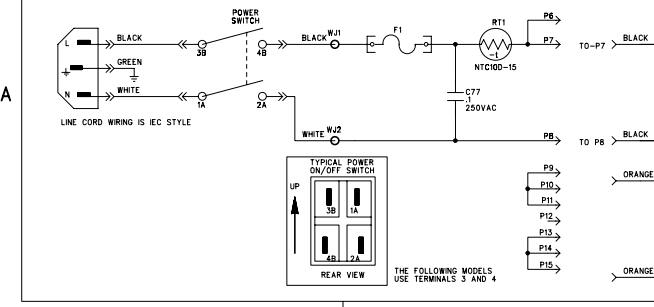 POWER
SWITCH
L
BLACK
3B
4B
BLACK
WJ1
F1
RT1
-t
NTC10D-15
P6
P7
TO-P7
BLACK
GREEN
N
WHITE
1A
2A
C77
.1
250VAC
A
LINE CORD WIRING IS IEC STYLE
WHITE
WJ2
P8
TO P8
BLACK
TYPICAL POWER
ON/OFF SWITCH
UP
3B
1A
4B
2A
REAR VIEW
P9
P10
P11
P12
P13
P14
P15
ORANGE
ORANGE
THE FOLLOWING MODELS
USE TERMINALS 3 AND 4